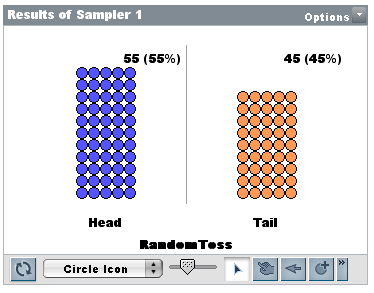 Results of Sampler 1
Options
55 (55%) 45 (45%)
Head Tail
RandomToss
Circle Icon
»